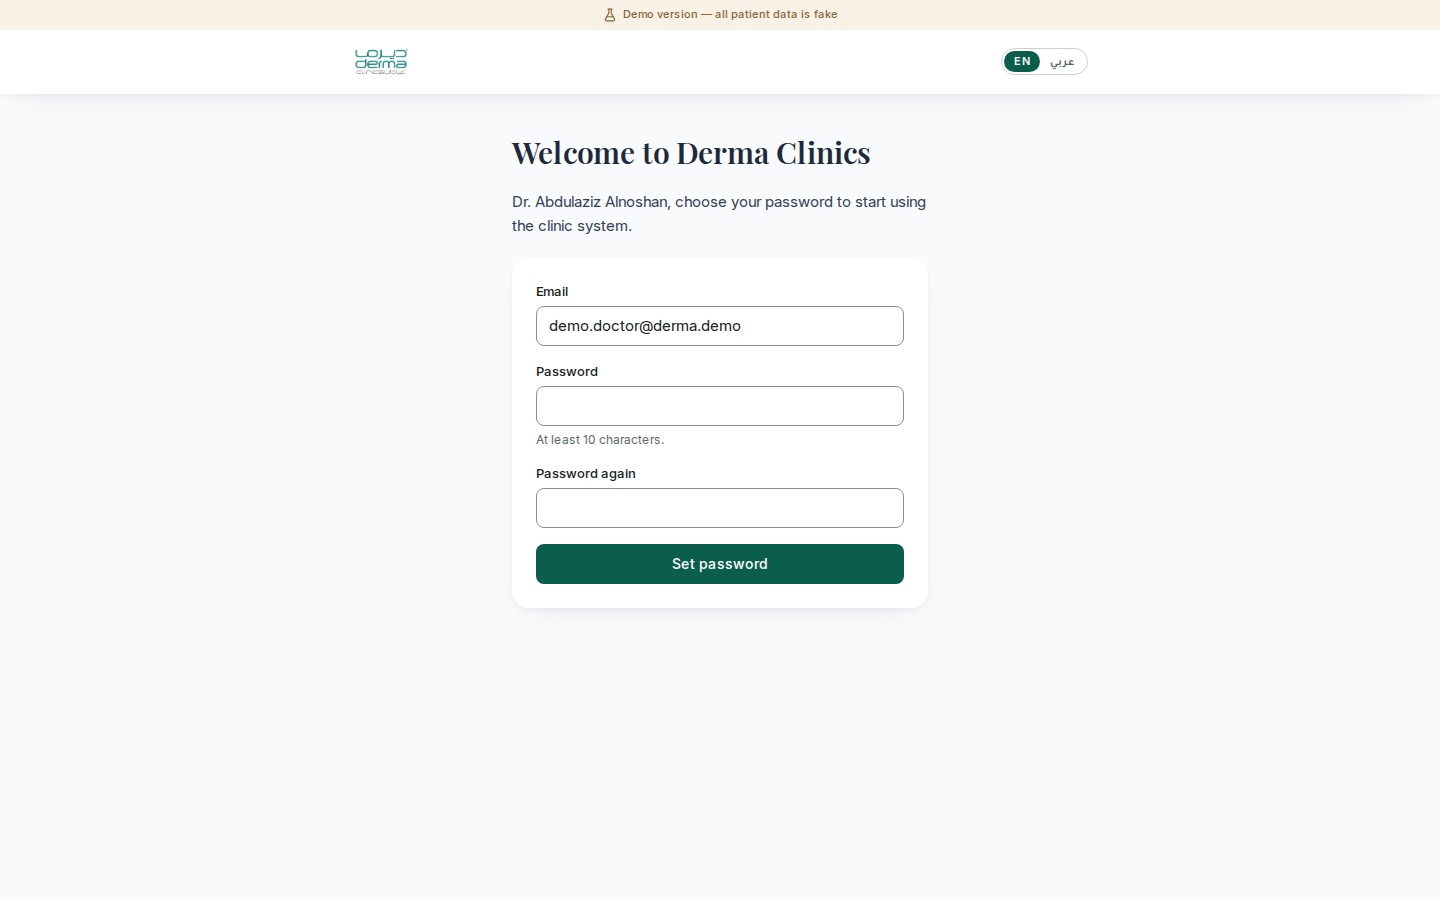 Demo version — all patient data is fake
ديرما
derma
EN
عربي
Welcome to Derma Clinics
Dr. Abdulaziz Alnoshan, choose your password to start using
the clinic system.
Email
demo.doctor@derma.demo
Password
At least 10 characters.
Password again
Set password